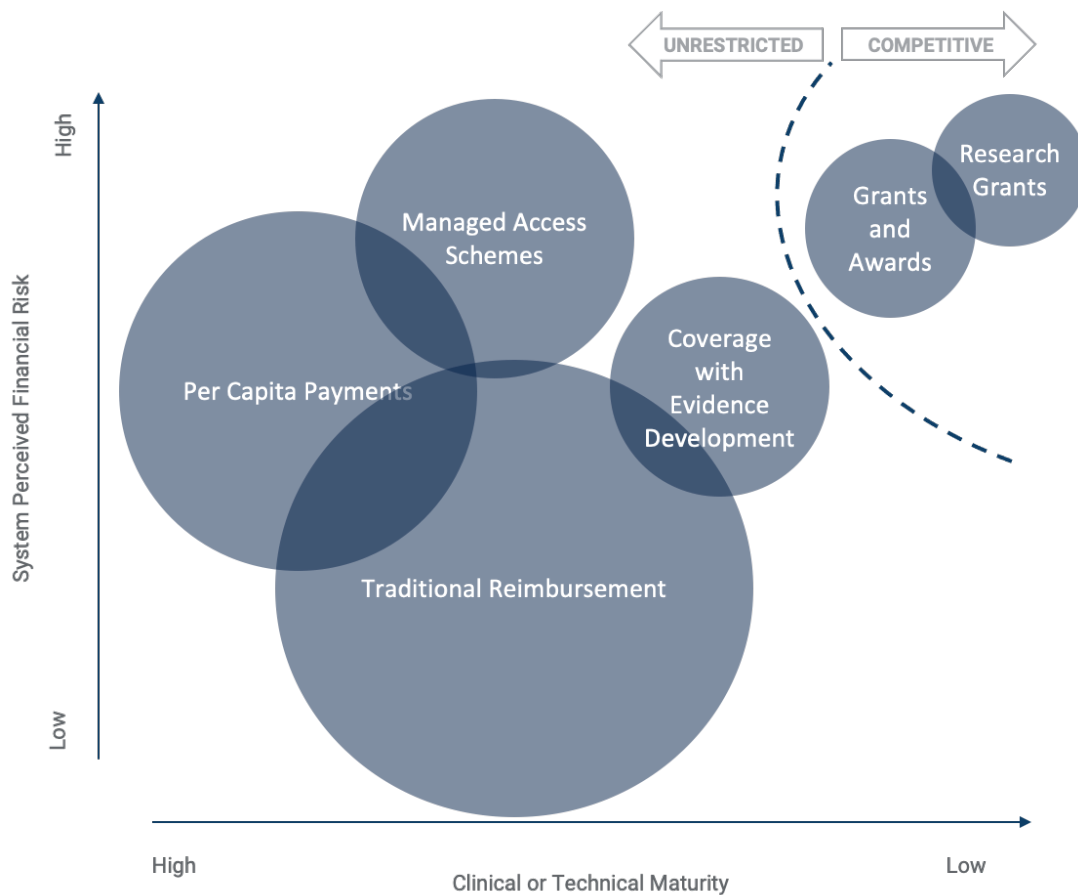 UNRESTRICTED
COMPETITIVE
High
Research
Grants
Grants
and
Awards
Managed Access
Schemes
Coverage
with
Evidence
Development
Per Capita Payments
System Perceived Financial Risk
Traditional Reimbursement
Low
High
Low
Clinical or Technical Maturity